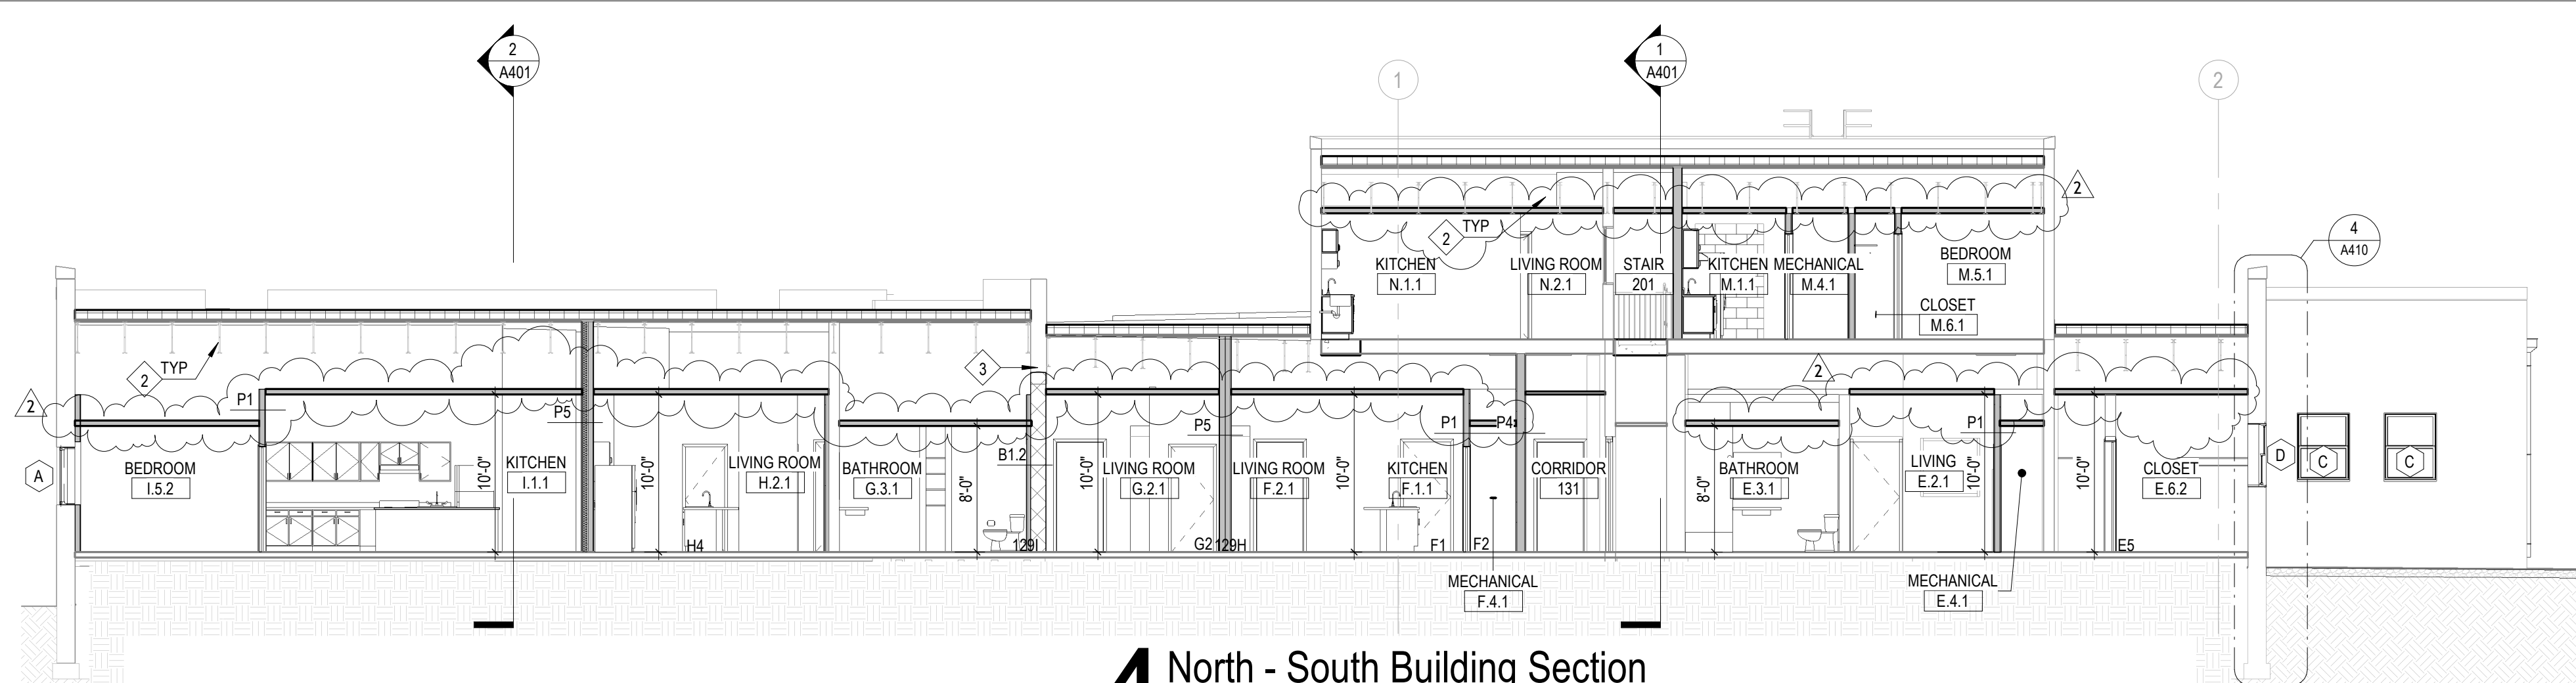 2
A401
1
1
A401
2
2
2
TYP
4
A410
KITCHEN
N.1.1
LIVING ROOM
N.2.1
STAIR
201
KITCHEN
M.1.1
MECHANICAL
M.4.1
BEDROOM
M.5.1
CLOSET
M.6.1
2
TYP
3
2
2
P1
P5
P5
P1
P4
P1
A
BEDROOM
I.5.2
10'-0"
KITCHEN
I.1.1
10'-0"
LIVING ROOM
H.2.1
BATHROOM
G.3.1
8'-0"
B1.2
10'-0"
LIVING ROOM
G.2.1
LIVING ROOM
F.2.1
10'-0"
KITCHEN
F.1.1
CORRIDOR
131
8'-0"
BATHROOM
E.3.1
LIVING
E.2.1
10'-0"
10'-0"
CLOSET
E.6.2
D
C
C
H4
129I
G2
129H
F1
F2
E5
MECHANICAL
F.4.1
MECHANICAL
E.4.1
4 North - South Building Section